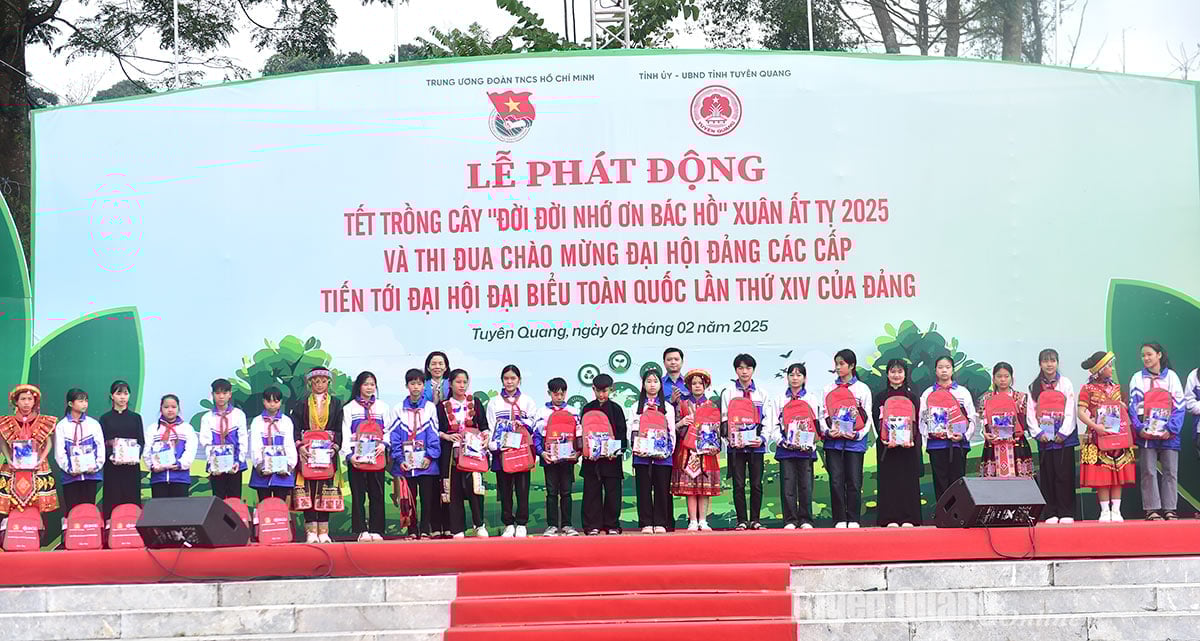 TRUNG ƯƠNG ĐOÀN TNCS HỒ CHÍ MINH
TỈNH ỦY - UBND TỈNH TUYÊN QUANG
TUYÊN QUANG
LỄ PHÁT ĐỘNG
TẾT TRỒNG CÂY "ĐỜI ĐỜI NHỚ ƠN BÁC HỒ" XUÂN ẤT TỴ 2025
VÀ THI ĐUA CHÀO MỪNG ĐẠI HỘI ĐẢNG CÁC CẤP
TIẾN TỚI ĐẠI HỘI ĐẠI BIỂU TOÀN QUỐC LẦN THỨ XIV CỦA ĐẢNG
Tuyên Quang, ngày 02 tháng 02 năm 2025